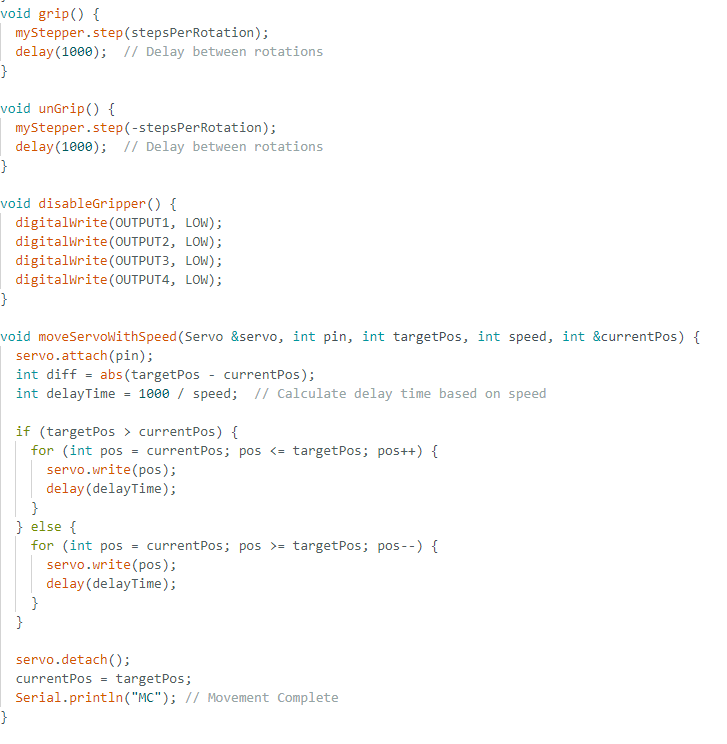 void grip() {
  myStepper.step(stepsPerRotation);
  delay(1000);  // Delay between rotations
}

void unGrip() {
  myStepper.step(-stepsPerRotation);
  delay(1000);  // Delay between rotations
}

void disableGripper() {
  digitalWrite(OUTPUT1, LOW);
  digitalWrite(OUTPUT2, LOW);
  digitalWrite(OUTPUT3, LOW);
  digitalWrite(OUTPUT4, LOW);
}

void moveServoWithSpeed(Servo &servo, int pin, int targetPos, int speed, int &currentPos) {
  servo.attach(pin);
  int diff = abs(targetPos - currentPos);
  int delayTime = 1000 / speed;  // Calculate delay time based on speed

  if (targetPos > currentPos) {
    for (int pos = currentPos; pos <= targetPos; pos++) {
      servo.write(pos);
      delay(delayTime);
    }
  } else {
    for (int pos = currentPos; pos >= targetPos; pos--) {
      servo.write(pos);
      delay(delayTime);
    }
  }

  servo.detach();
  currentPos = targetPos;
  Serial.println("MC"); // Movement Complete
}